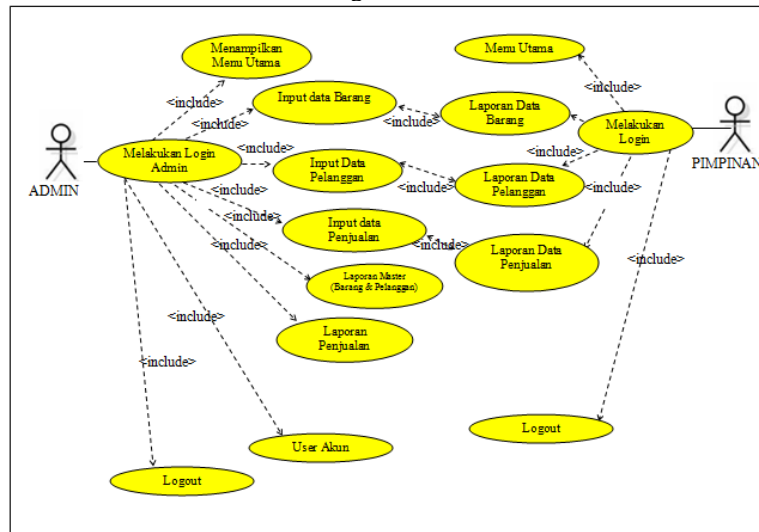 Menampilkan
Menu Utama
Menu Utama
<include>
<include>
Input data Barang
<include>
<include>
Laporan Data
Barang
Melakukan
Login
ADMIN
Melakukan Login
Admin
<include>
Input Data
Pelanggan
<include>
Laporan Data
Pelanggan
<include>
<include>
PIMPINAN
<include>
Input data
Penjualan
<include>
<include>
Laporan Data
Penjualan
<include>
Laporan Master
(Barang & Pelanggan)
<include>
Laporan
Penjualan
<include>
Logout
User Akun
Logout